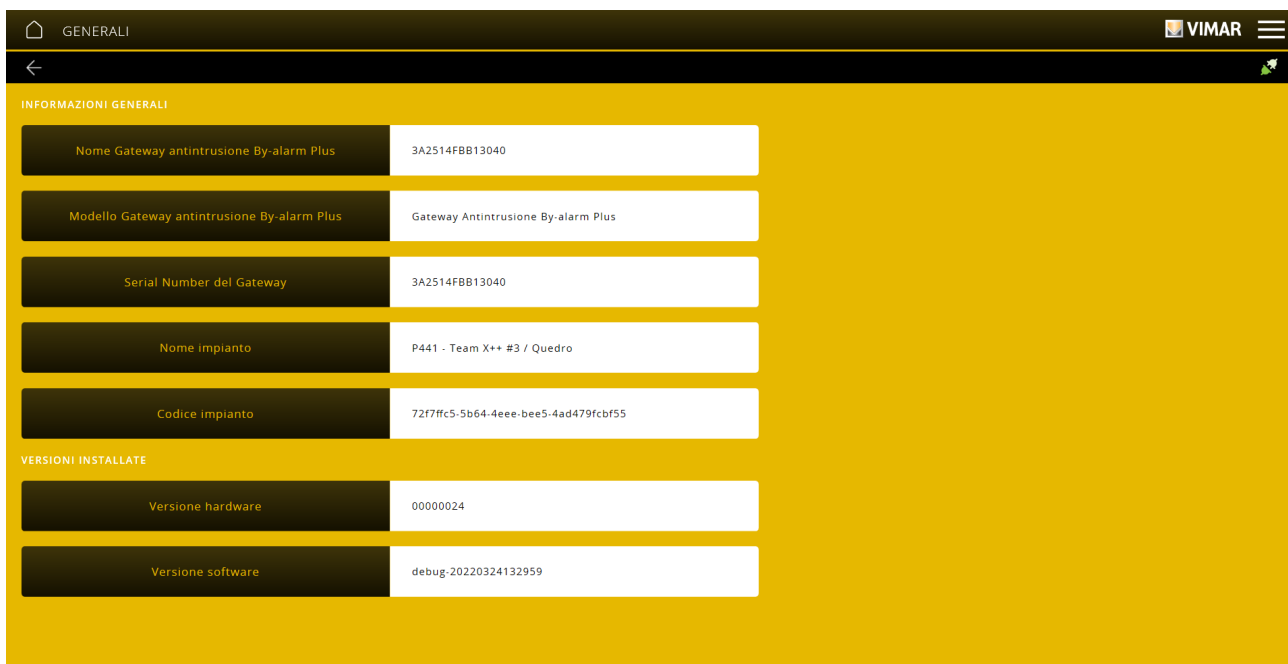 GENERALI
VIMAR
INFORMAZIONI GENERALI
Nome Gateway antintrusione By-alarm Plus
3A2514FBB13040
Modello Gateway antintrusione By-alarm Plus
Gateway Antintrusione By-alarm Plus
Serial Number del Gateway
3A2514FBB13040
Nome impianto
P441 - Team X++ #3 / Quedro
Codice impianto
72f7ffc5-5b64-4eee-bee5-4ad479fcbf55
VERSIONI INSTALLATE
Versione hardware
00000024
Versione software
debug-20220324132959